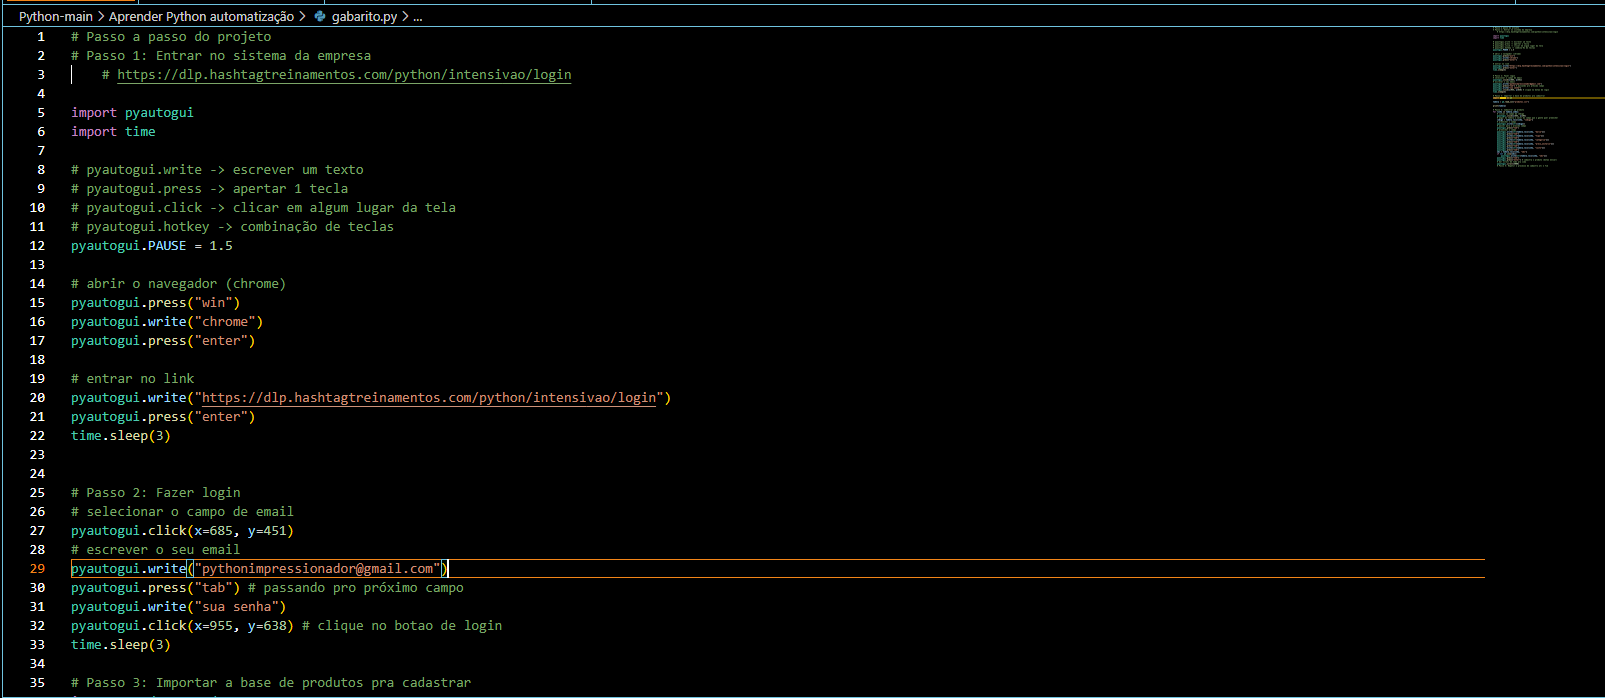 Python-main > Aprender Python automatização > gabarito.py > ...
1 # Passo a passo do projeto
2 # Passo 1: Entrar no sistema da empresa
3 # https://dlp.hashtagtreinamentos.com/python/intensivao/login
4
5 import pyautogui
6 import time
7
8 # pyautogui.write -> escrever um texto
9 # pyautogui.press -> apertar 1 tecla
10 # pyautogui.click -> clicar em algum lugar da tela
11 # pyautogui.hotkey -> combinação de teclas
12 pyautogui.PAUSE = 1.5
13
14 # abrir o navegador (chrome)
15 pyautogui.press("win")
16 pyautogui.write("chrome")
17 pyautogui.press("enter")
18
19 # entrar no link
20 pyautogui.write("https://dlp.hashtagtreinamentos.com/python/intensivao/login")
21 pyautogui.press("enter")
22 time.sleep(3)
23
24
25 # Passo 2: Fazer login
26 # selecionar o campo de email
27 pyautogui.click(x=685, y=451)
28 # escrever o seu email
29 pyautogui.write("pythonimpressionador@gmail.com")
30 pyautogui.press("tab") # passando pro próximo campo
31 pyautogui.write("sua senha")
32 pyautogui.click(x=955, y=638) # clique no botao de login
33 time.sleep(3)
34
35 # Passo 3: Importar a base de produtos pra cadastrar